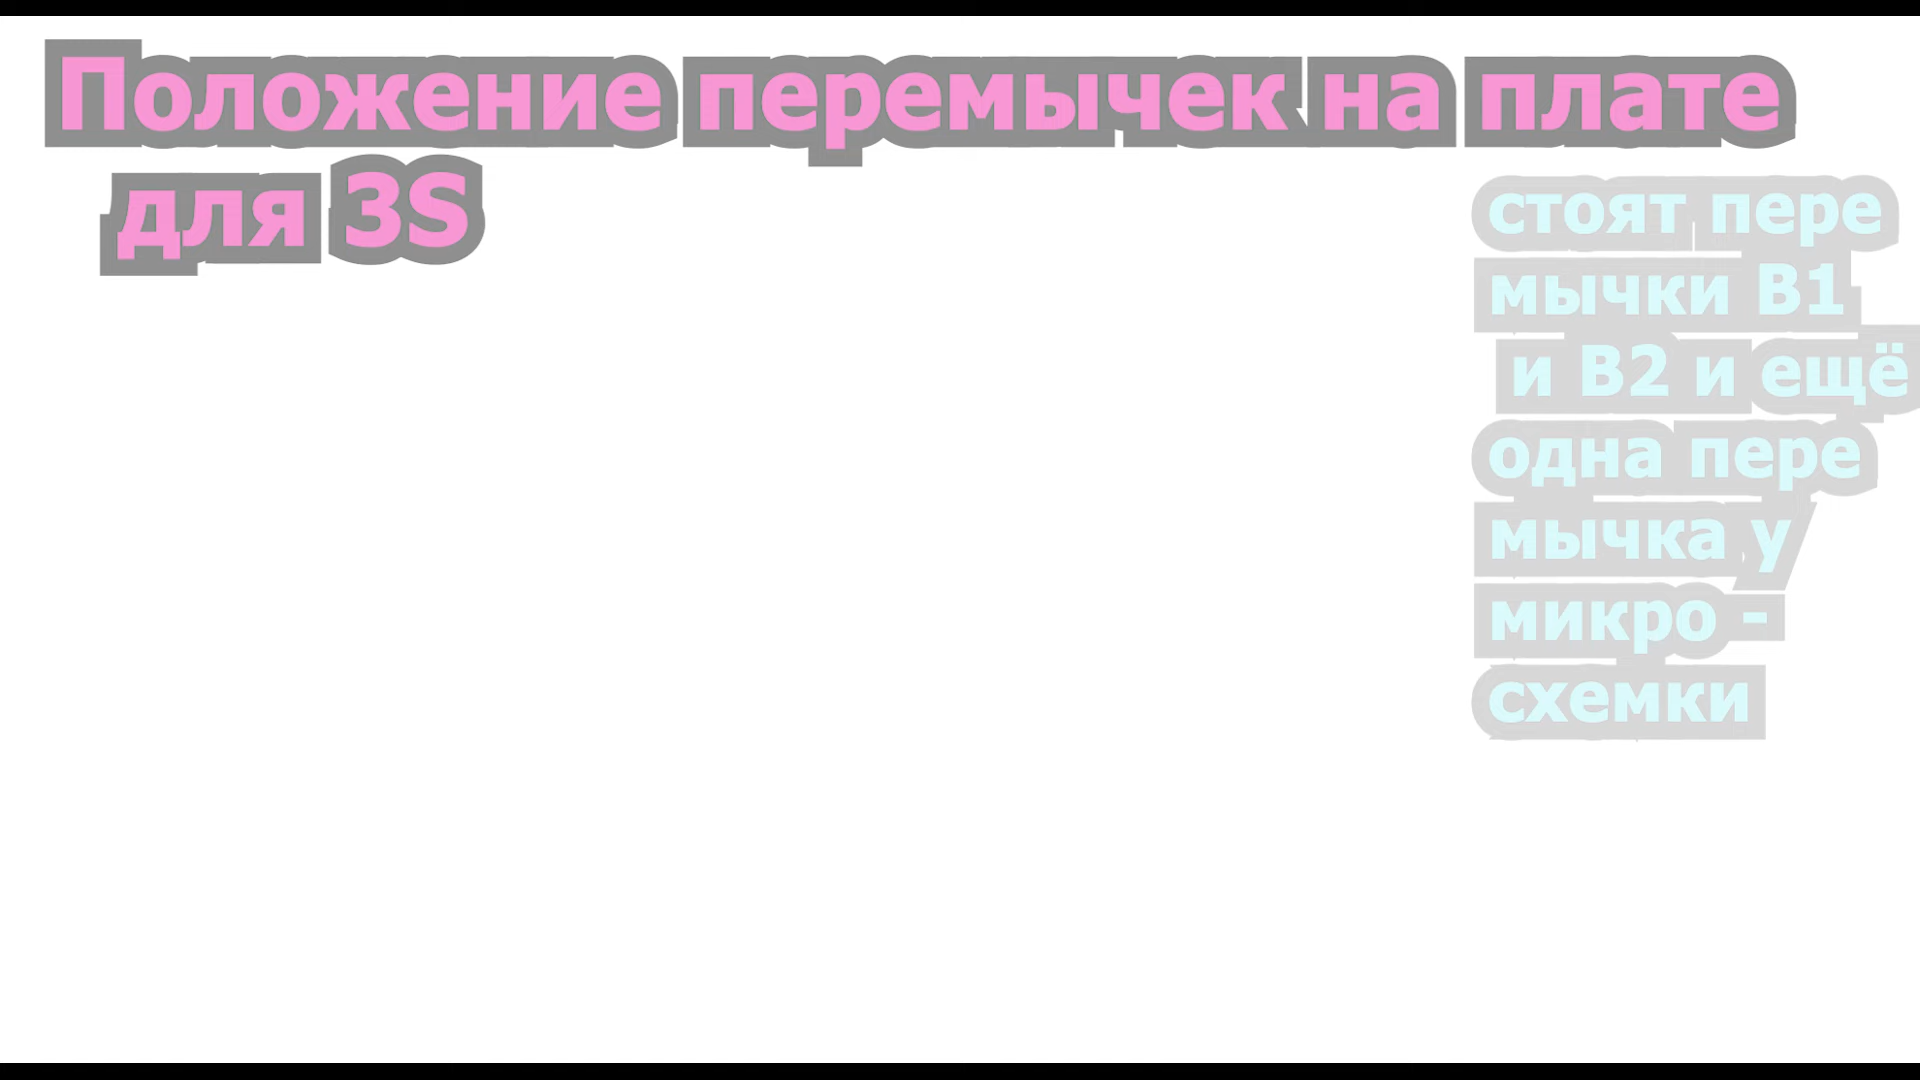 Положение перемычек на плате
для 3S
стоят пере
мычки В1
и В2 и ещё
одна пере
мычка у
микро -
схемки